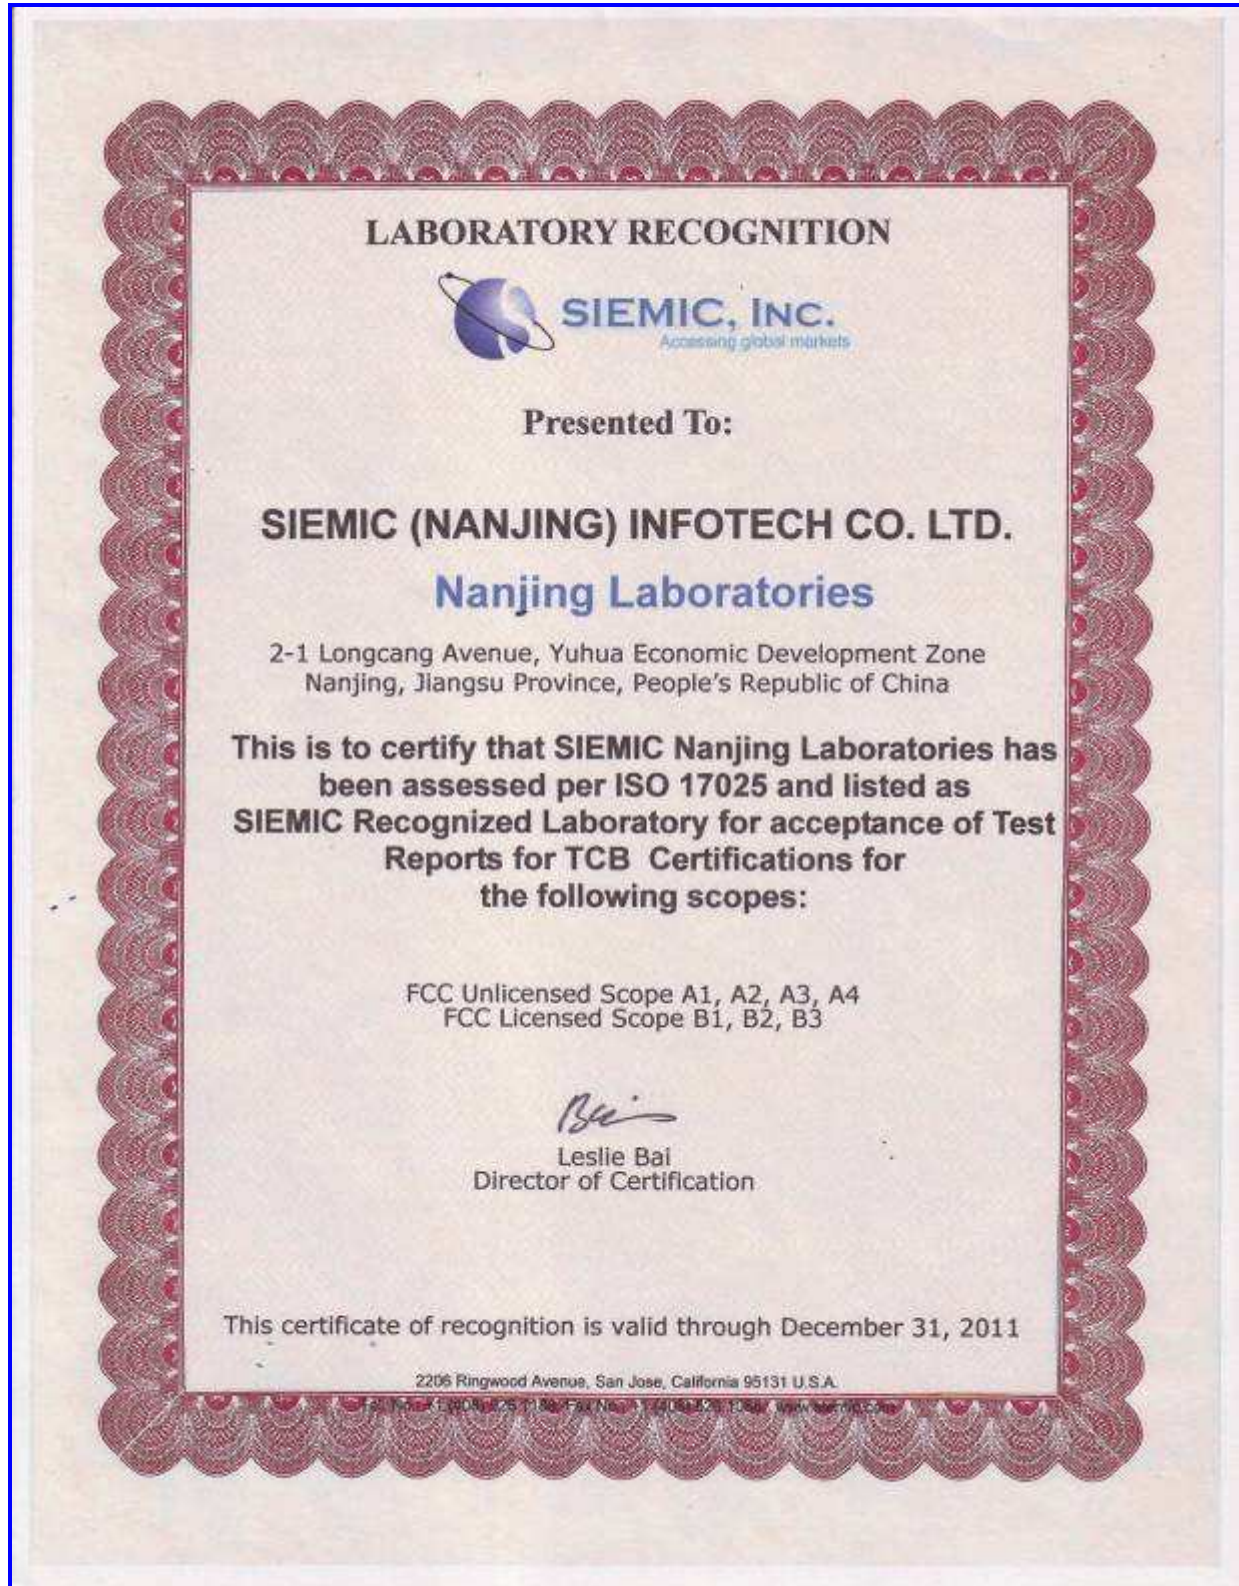 LABORATORY RECOGNITION
SIEMIC, INC.
Accessing global markets
Presented To:
SIEMIC (NANJING) INFOTECH CO. LTD.
Nanjing Laboratories
2-1 Longcang Avenue, Yuhua Economic Development Zone
Nanjing, Jiangsu Province, People's Republic of China
This is to certify that SIEMIC Nanjing Laboratories has
been assessed per ISO 17025 and listed as
SIEMIC Recognized Laboratory for acceptance of Test
Reports for TCB Certifications for
the following scopes:
FCC Unlicensed Scope A1, A2, A3, A4
FCC Licensed Scope B1, B2, B3
Bai
Leslie Bai
Director of Certification
This certificate of recognition is valid through December 31, 2011
2206 Ringwood Avenue, San Jose, California 95131 U.S.A.